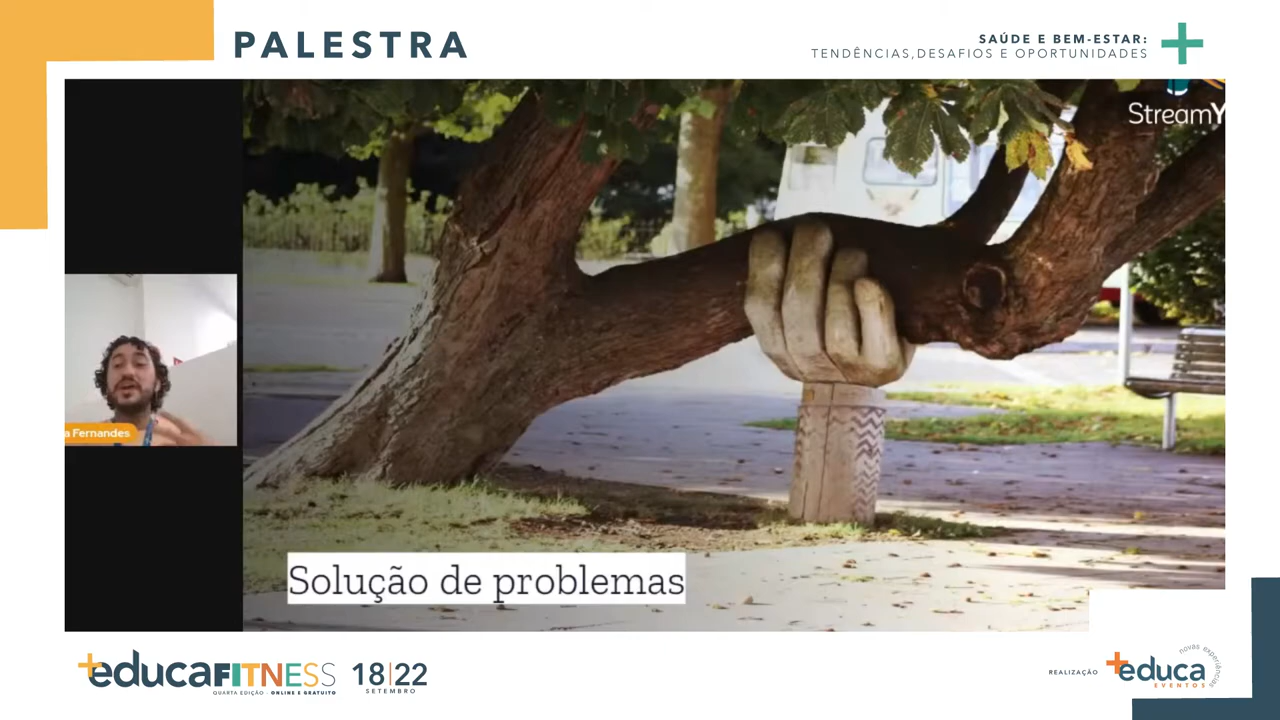 PALESTRA
SAÚDE E BEM-ESTAR:
TENDÊNCIAS,DESAFIOS E OPORTUNIDADES
StreamY
a Fernandes
Solução de problemas
+educaFITNESS
QUARTA EDIÇÃO · ONLINE E GRATUITO
18|22
SETEMBRO
REALIZAÇÃO
+educa
EVENTOS
novas experiências